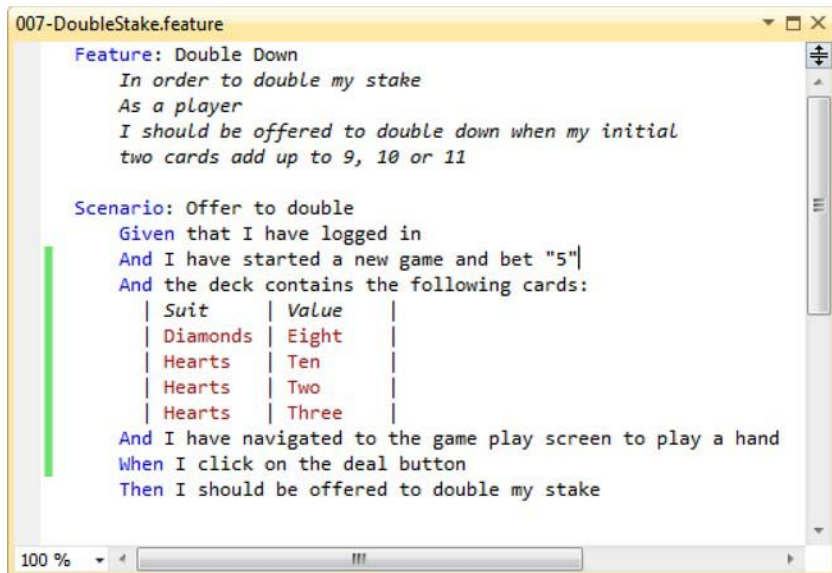 007-DoubleStake.feature
Feature: Double Down
In order to double my stake
As a player
I should be offered to double down when my initial
two cards add up to 9, 10 or 11
Scenario: Offer to double
Given that I have logged in
And I have started a new game and bet "5"
And the deck contains the following cards:
| Suit | Value |
| Diamonds | Eight |
| Hearts | Ten |
| Hearts | Two |
| Hearts | Three |
And I have navigated to the game play screen to play a hand
When I click on the deal button
Then I should be offered to double my stake
100 %